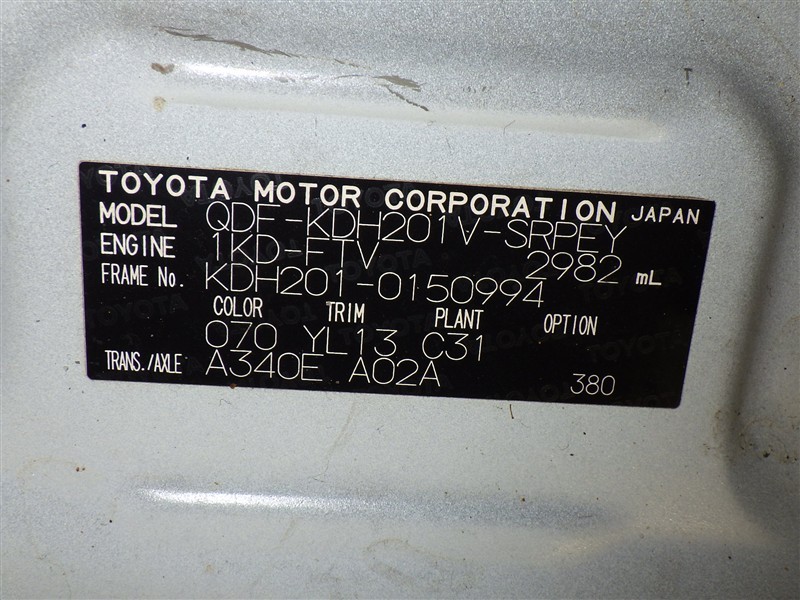 TOYOTA MOTOR CORPORATION JAPAN
MODEL QDF-KDH201V-SRPEY
ENGINE 1KD-FTV 2982 mL
FRAME No. KDH201-0150994
COLOR TRIM PLANT OPTION
070 YL13 C31
TRANS./AXLE A340E A02A 380